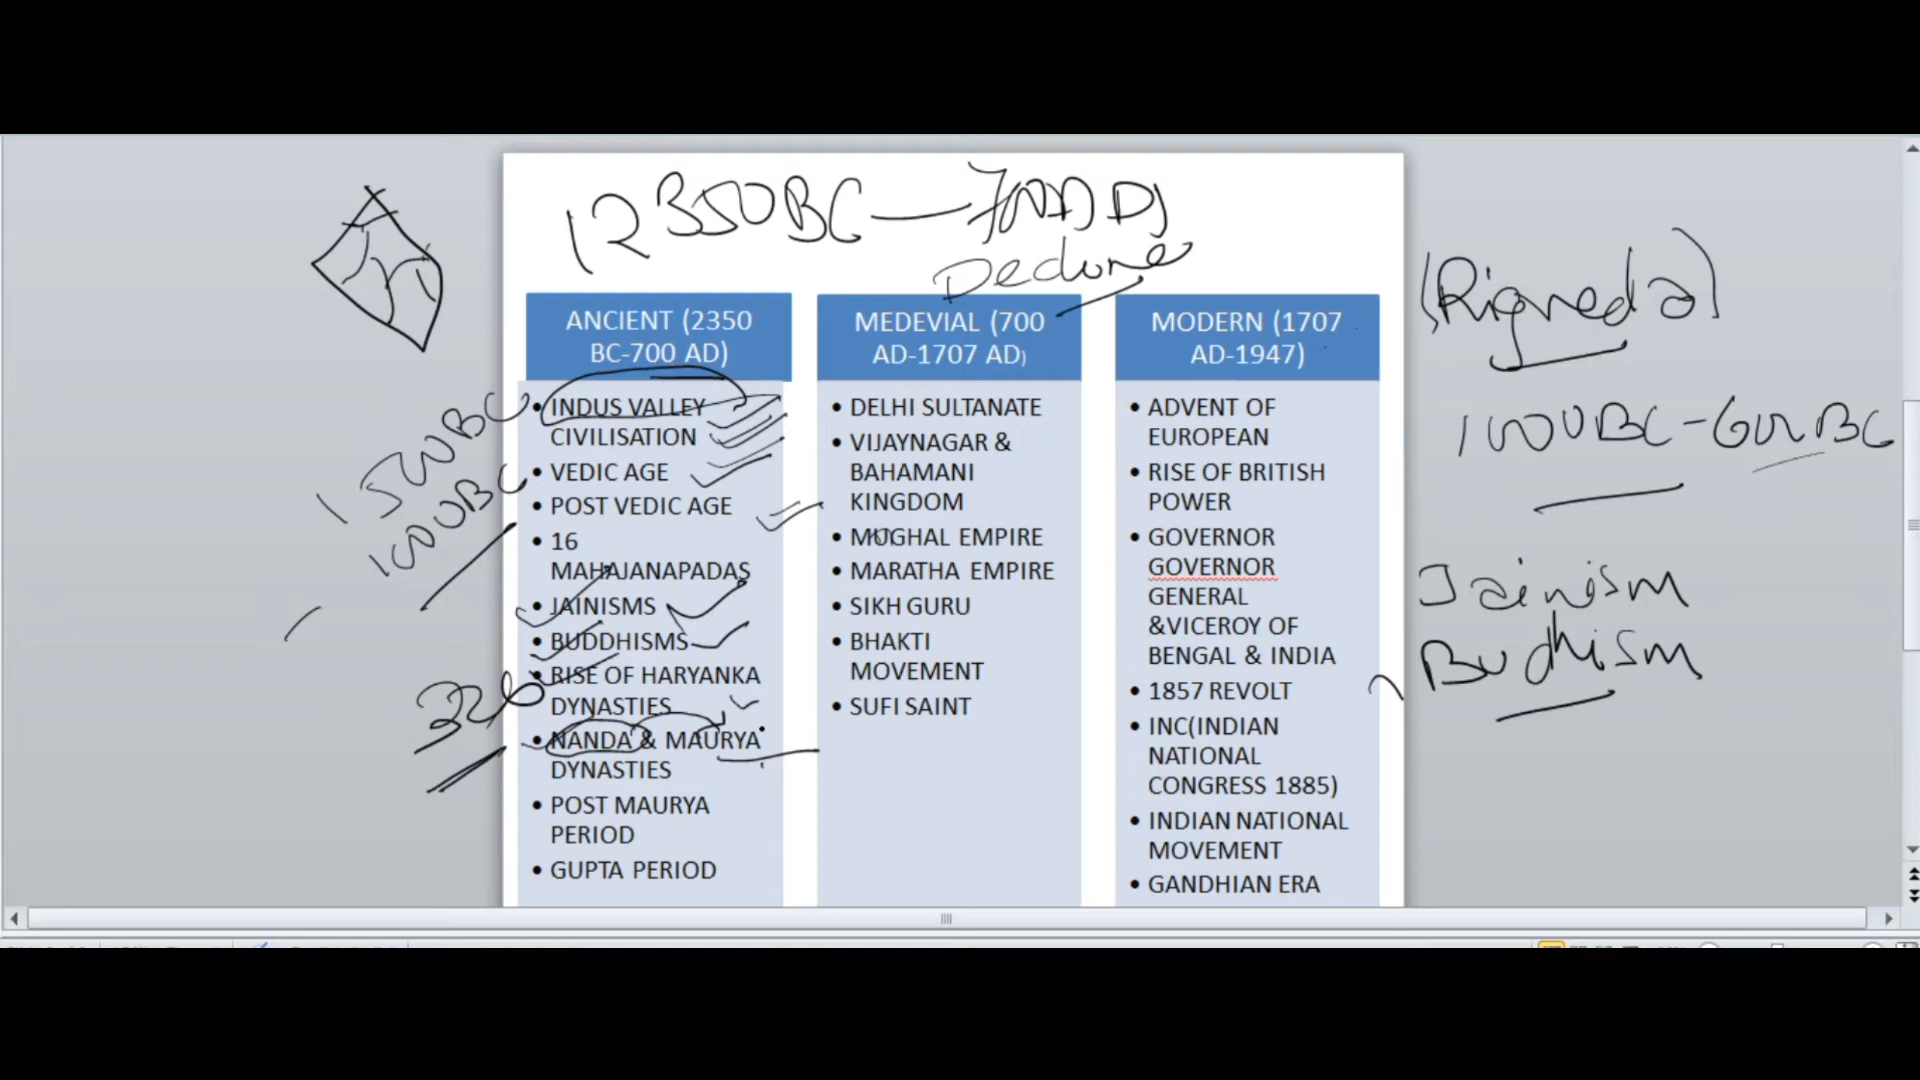 12350BC—700AD
Decline
ANCIENT (2350
BC-700 AD)
INDUS VALLEY
CIVILISATION
VEDIC AGE
POST VEDIC AGE
16
MAHAJANAPADAS
JAINISMS
BUDDHISMS
RISE OF HARYANKA
DYNASTIES
NANDA & MAURYA
DYNASTIES
POST MAURYA
PERIOD
GUPTA PERIOD
MEDEVIAL (700
AD-1707 AD)
DELHI SULTANATE
VIJAYNAGAR &
BAHAMANI
KINGDOM
MUGHAL EMPIRE
MARATHA EMPIRE
SIKH GURU
BHAKTI
MOVEMENT
SUFI SAINT
MODERN (1707
AD-1947)
ADVENT OF
EUROPEAN
RISE OF BRITISH
POWER
GOVERNOR
GOVERNOR
GENERAL
&VICEROY OF
BENGAL & INDIA
1857 REVOLT
INC(INDIAN
NATIONAL
CONGRESS 1885)
INDIAN NATIONAL
MOVEMENT
GANDHIAN ERA
1500BC
1000BC
326
(Rigveda)
1000BC-600BC
Jainism
Budhism